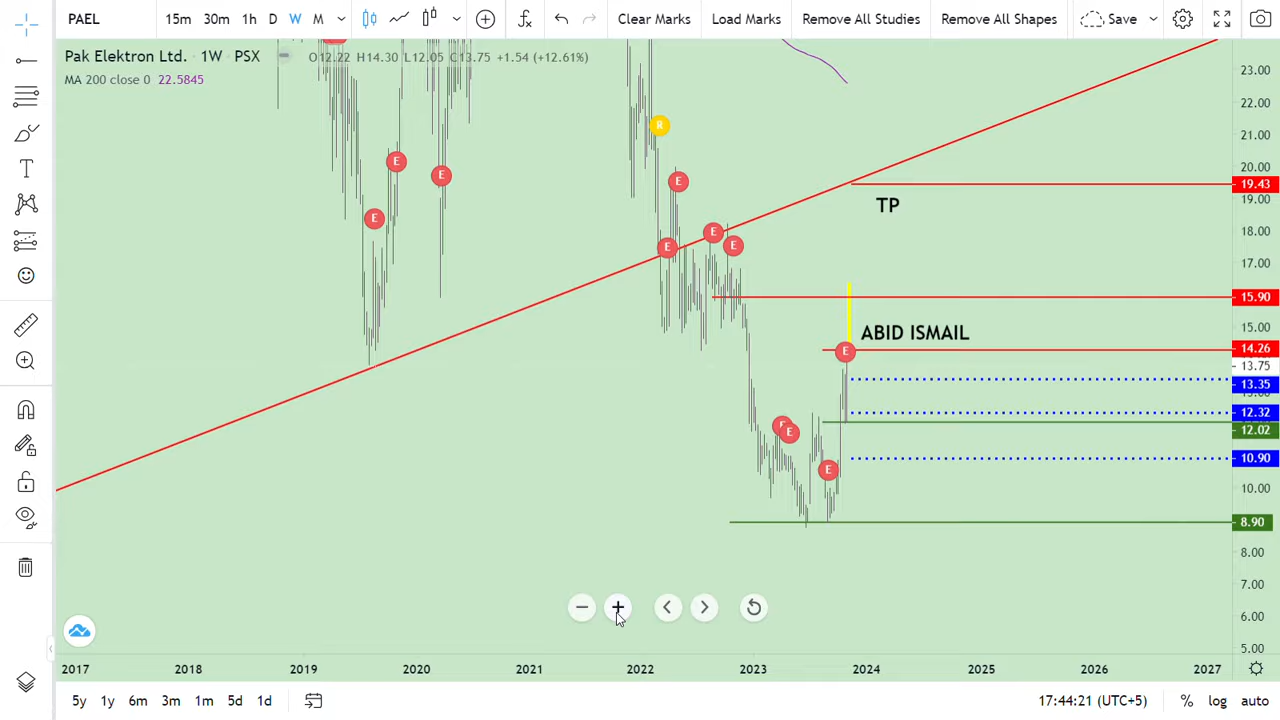 PAEL 15m 30m 1h D W M Clear Marks Load Marks Remove All Studies Remove All Shapes Save
Pak Elektron Ltd. · 1W · PSX O12.22 H14.30 L12.05 C13.75 +1.54 (+12.61%)
MA 200 close 0 22.5845
23.00
22.00
R
21.00
E
20.00
E
E
E
19.43
TP
19.00
E
18.00
E
E
E
17.00
15.90
15.00
ABID ISMAIL
14.26
E
13.75
13.35
12.32
E
12.02
10.90
E
10.00
8.90
8.00
7.00
6.00
5.00
2017 2018 2019 2020 2021 2022 2023 2024 2025 2026 2027
5y 1y 6m 3m 1m 5d 1d 17:44:21 (UTC+5) % log auto